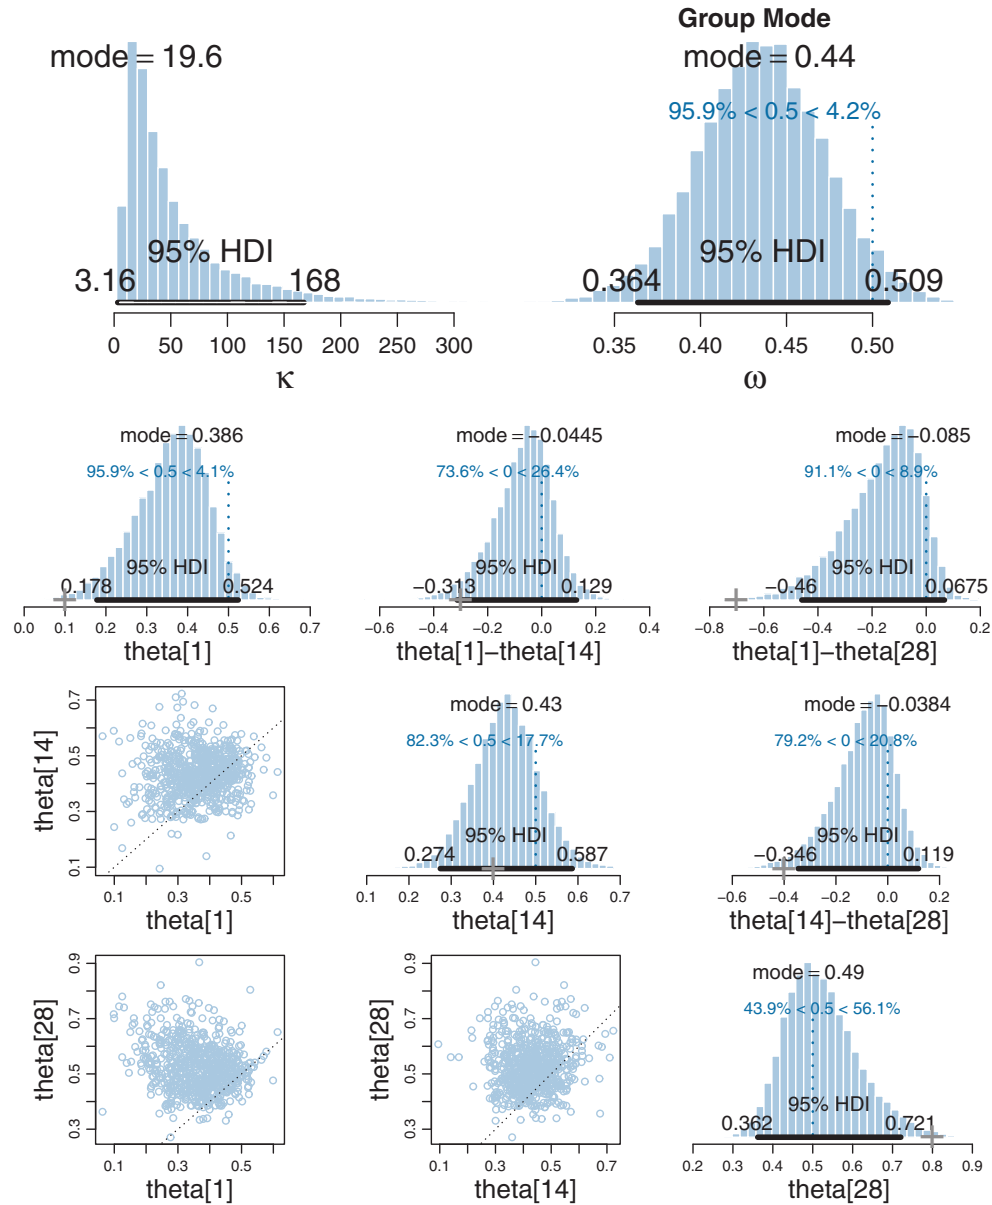 Group Mode
mode = 19.6
mode = 0.44
95.9% < 0.5 < 4.2%
95% HDI
95% HDI
3.16 168
0.364 0.509
0 50 100 150 200 250 300
0.35 0.40 0.45 0.50
κ
ω
mode = 0.386
mode = −0.0445
mode = −0.085
95.9% < 0.5 < 4.1%
73.6% < 0 < 26.4%
91.1% < 0 < 8.9%
95% HDI
95% HDI
95% HDI
0.178 0.524
−0.313 0.129
−0.46 0.0675
0.0 0.1 0.2 0.3 0.4 0.5 0.6 0.7
−0.6 −0.4 −0.2 0.0 0.2 0.4
−0.8 −0.6 −0.4 −0.2 0.0 0.2
theta[1]
theta[1]−theta[14]
theta[1]−theta[28]
theta[14]
0.1 0.3 0.5 0.7
0.1 0.3 0.5
theta[1]
mode = 0.43
82.3% < 0.5 < 17.7%
95% HDI
0.274 0.587
0.1 0.2 0.3 0.4 0.5 0.6 0.7
theta[14]
mode = −0.0384
79.2% < 0 < 20.8%
95% HDI
−0.346 0.119
−0.6 −0.4 −0.2 0.0 0.2
theta[14]−theta[28]
theta[28]
0.3 0.5 0.7 0.9
0.1 0.3 0.5
theta[1]
theta[28]
0.3 0.5 0.7 0.9
0.1 0.3 0.5 0.7
theta[14]
mode = 0.49
43.9% < 0.5 < 56.1%
95% HDI
0.362 0.721
0.2 0.3 0.4 0.5 0.6 0.7 0.8 0.9
theta[28]